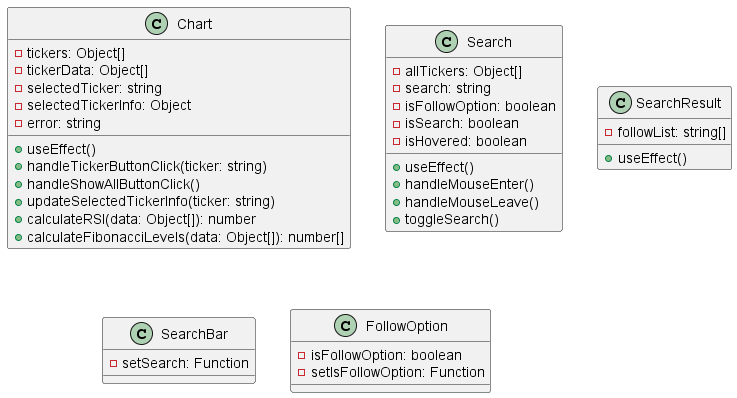 C Chart
tickers: Object[]
tickerData: Object[]
selectedTicker: string
selectedTickerInfo: Object
error: string
useEffect()
handleTickerButtonClick(ticker: string)
handleShowAllButtonClick()
updateSelectedTickerInfo(ticker: string)
calculateRSI(data: Object[]): number
calculateFibonacciLevels(data: Object[]): number[]
C Search
allTickers: Object[]
search: string
isFollowOption: boolean
isSearch: boolean
isHovered: boolean
useEffect()
handleMouseEnter()
handleMouseLeave()
toggleSearch()
C SearchResult
followList: string[]
useEffect()
C SearchBar
setSearch: Function
C FollowOption
isFollowOption: boolean
setIsFollowOption: Function